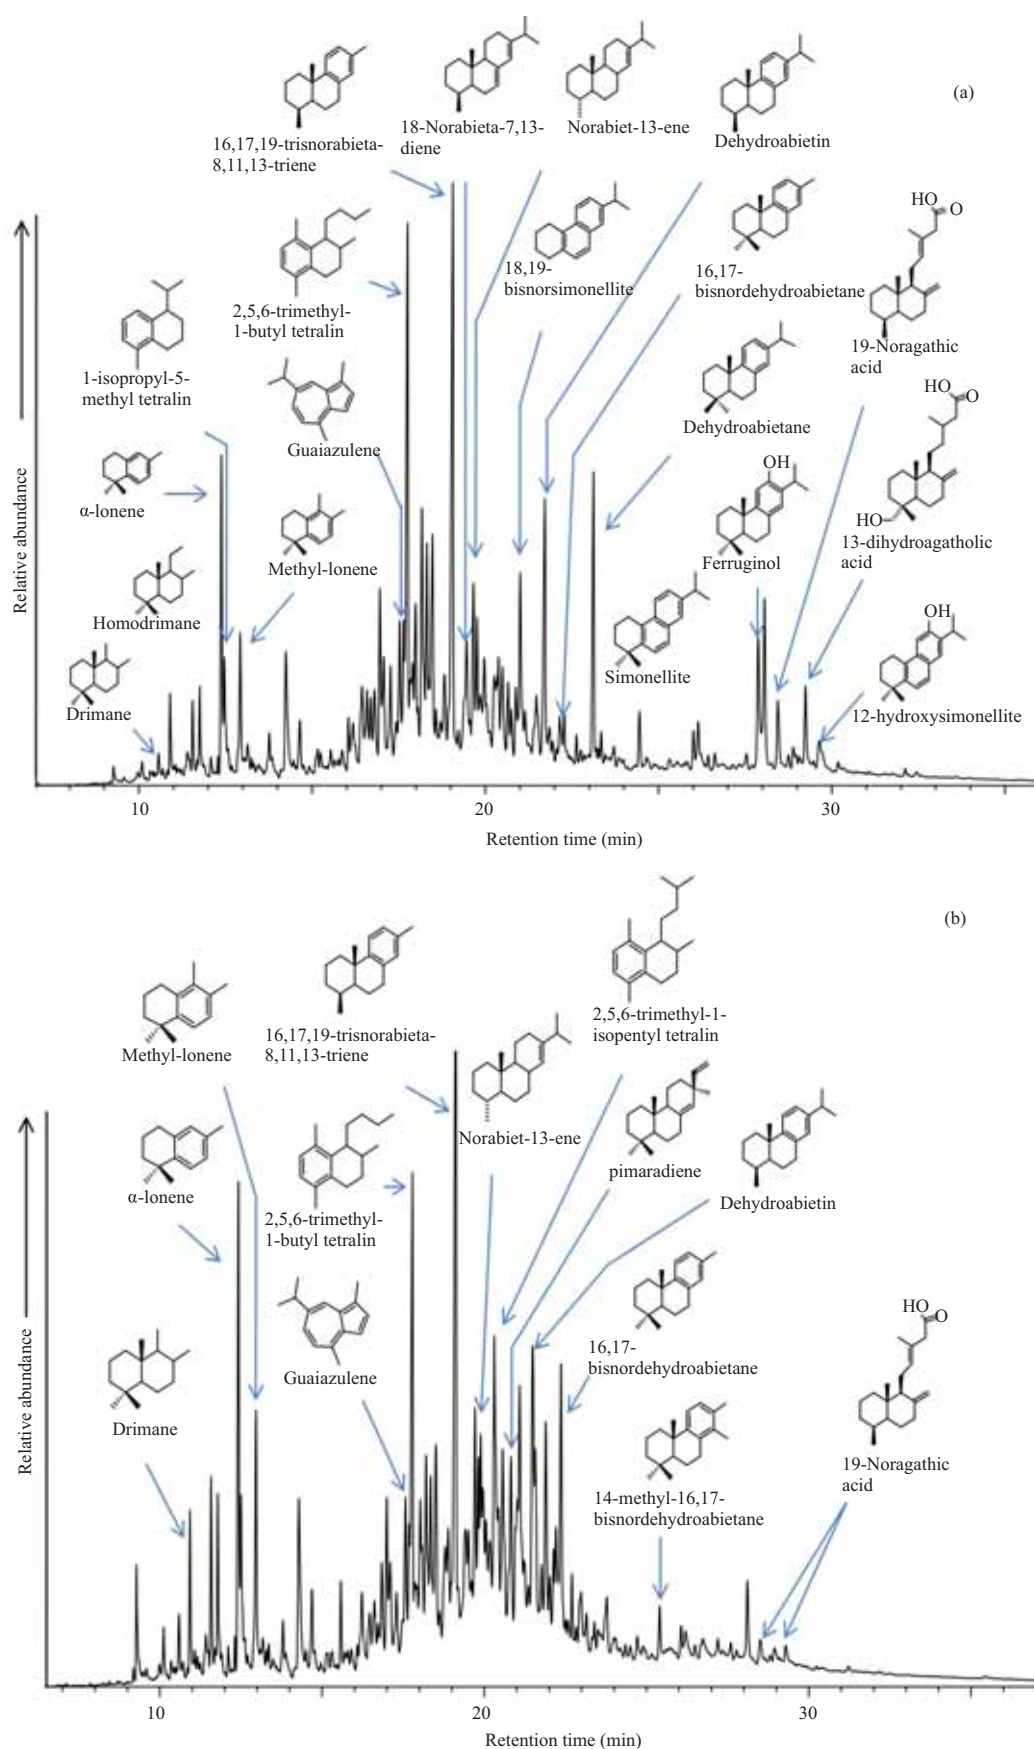 (a)
16,17,19-trisnorabieta-
8,11,13-triene
18-Norabieta-7,13-
diene
Norabiet-13-ene
Dehydroabietin
2,5,6-trimethyl-
1-butyl tetralin
18,19-
bisnorsimonellite
16,17-
bisnordehydroabietane
HO
O
19-Noragathic
acid
1-isopropyl-5-
methyl tetralin
Guaiazulene
Dehydroabietane
HO
O
HO
13-dihydroagatholic
acid
α-Ionene
Methyl-Ionene
OH
Ferruginol
Homodrimane
Simonellite
OH
12-hydroxysimonellite
Drimane
Relative abundance
10
20
30
Retention time (min)
(b)
2,5,6-trimethyl-1-
isopentyl tetralin
Methyl-Ionene
16,17,19-trisnorabieta-
8,11,13-triene
Norabiet-13-ene
pimaradiene
Dehydroabietin
α-Ionene
2,5,6-trimethyl-
1-butyl tetralin
Guaiazulene
16,17-
bisnordehydroabietane
HO
O
Drimane
14-methyl-16,17-
bisnordehydroabietane
19-Noragathic
acid
Relative abundance
10
20
30
Retention time (min)